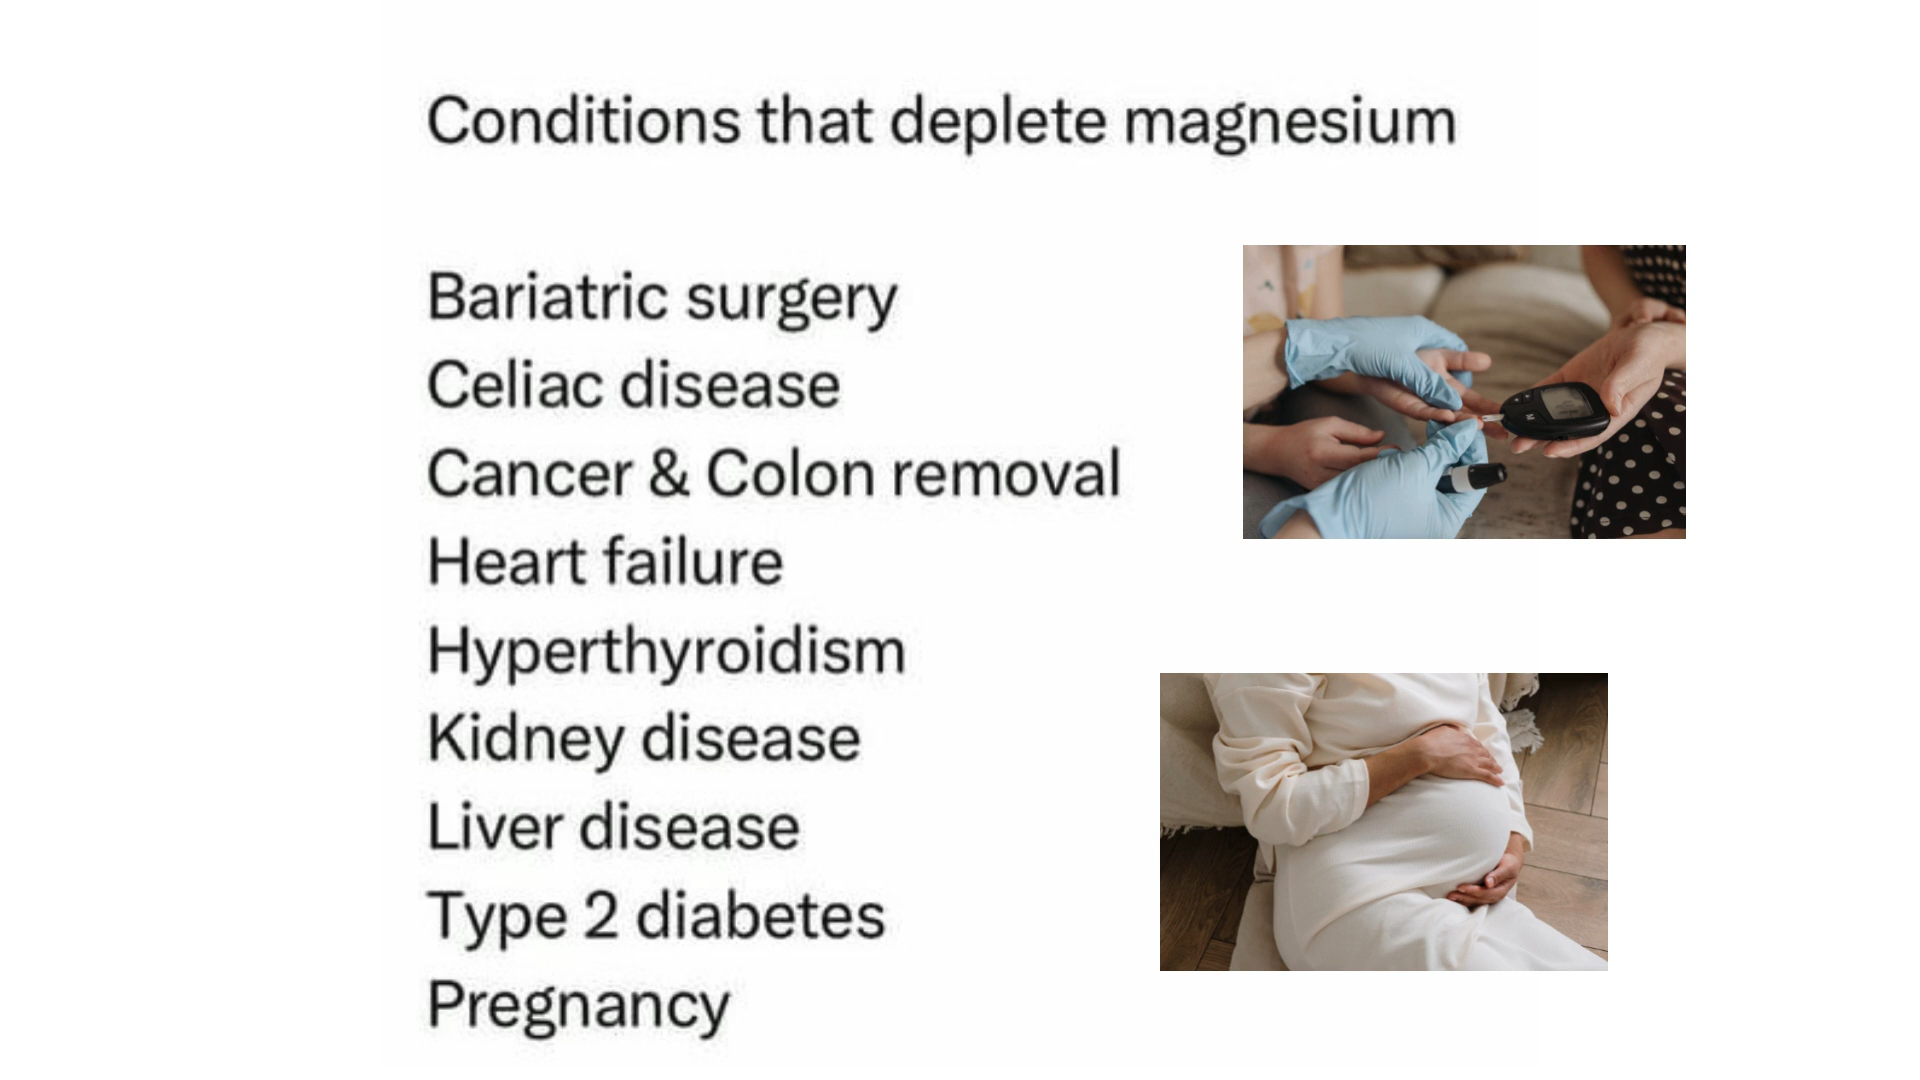 Conditions that deplete magnesium
Bariatric surgery
Celiac disease
Cancer & Colon removal
Heart failure
Hyperthyroidism
Kidney disease
Liver disease
Type 2 diabetes
Pregnancy